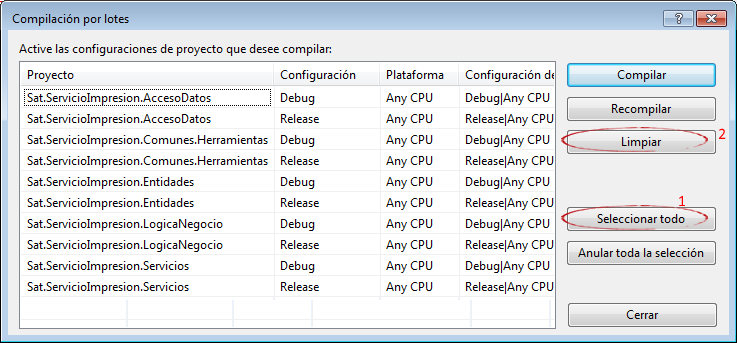 Compilación por lotes
Active las configuraciones de proyecto que desee compilar:
Proyecto Configuración Plataforma Configuración de
Sat.ServicioImpresion.AccesoDatos Debug Any CPU Debug|Any CPU
Sat.ServicioImpresion.AccesoDatos Release Any CPU Release|Any CPU
Sat.ServicioImpresion.Comunes.Herramientas Debug Any CPU Debug|Any CPU
Sat.ServicioImpresion.Comunes.Herramientas Release Any CPU Release|Any CPU
Sat.ServicioImpresion.Entidades Debug Any CPU Debug|Any CPU
Sat.ServicioImpresion.Entidades Release Any CPU Release|Any CPU
Sat.ServicioImpresion.LogicaNegocio Debug Any CPU Debug|Any CPU
Sat.ServicioImpresion.LogicaNegocio Release Any CPU Release|Any CPU
Sat.ServicioImpresion.Servicios Debug Any CPU Debug|Any CPU
Sat.ServicioImpresion.Servicios Release Any CPU Release|Any CPU
Compilar
Recompilar
2
Limpiar
1
Seleccionar todo
Anular toda la selección
Cerrar